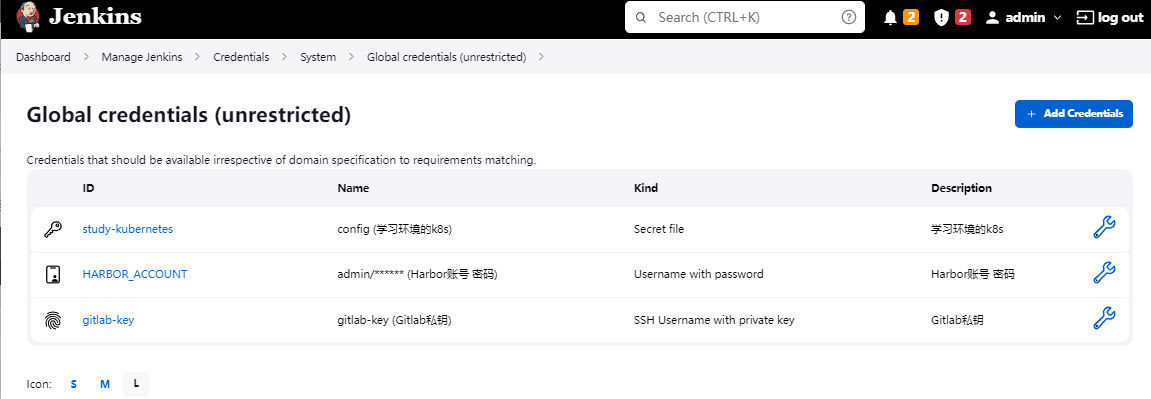 Jenkins
Search (CTRL+K) ? 2 2 admin log out
Dashboard > Manage Jenkins > Credentials > System > Global credentials (unrestricted) >
Global credentials (unrestricted)
+ Add Credentials
Credentials that should be available irrespective of domain specification to requirements matching.
ID Name Kind Description
study-kubernetes config (学习环境的k8s) Secret file 学习环境的k8s
HARBOR_ACCOUNT admin/****** (Harbor账号 密码) Username with password Harbor账号 密码
gitlab-key gitlab-key (Gitlab私钥) SSH Username with private key Gitlab私钥
Icon: S M L